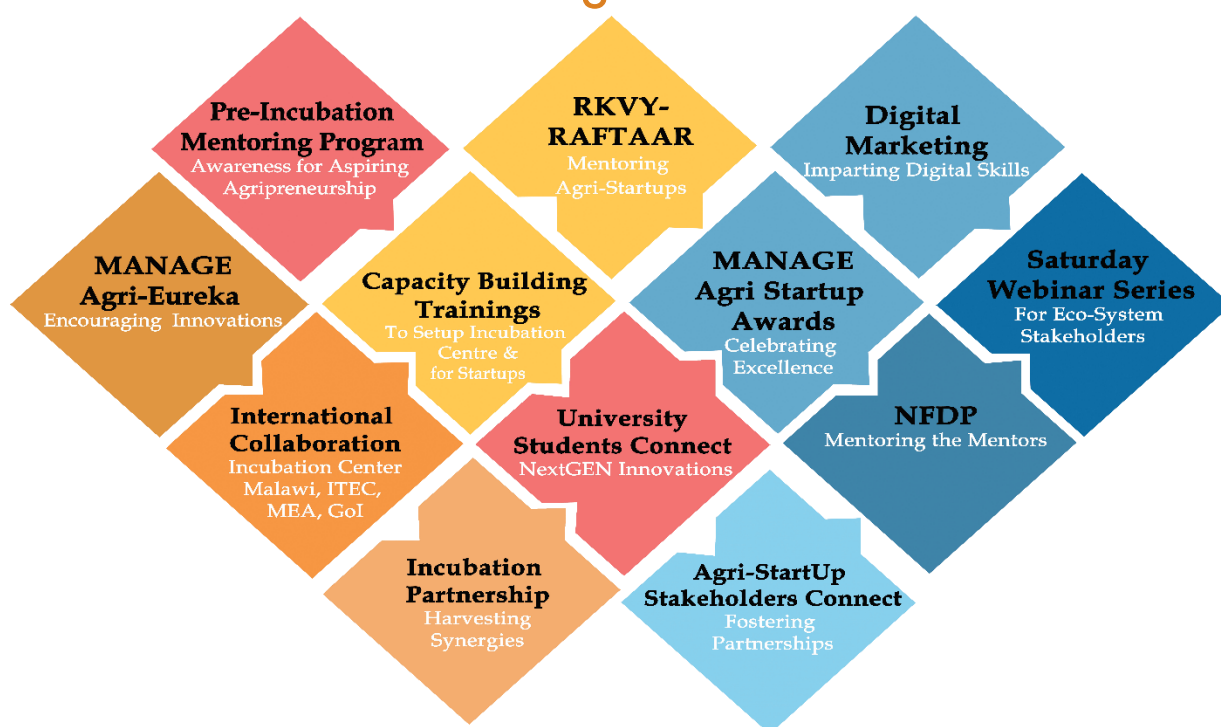 Pre-Incubation
Mentoring Program
Awareness for Aspiring
Agripreneurship
RKVY-
RAFTAAR
Mentoring
Agri-Startups
Digital
Marketing
Imparting Digital Skills
MANAGE
Agri-Eureka
Encouraging Innovations
Capacity Building
Trainings
To Setup Incubation
Centre &
for Startups
MANAGE
Agri Startup
Awards
Celebrating
Excellence
Saturday
Webinar Series
For Eco-System
Stakeholders
International
Collaboration
Incubation Center
Malawi, ITEC,
MEA, GoI
University
Students Connect
NextGEN Innovations
NFDP
Mentoring the Mentors
Incubation
Partnership
Harvesting
Synergies
Agri-StartUp
Stakeholders Connect
Fostering
Partnerships